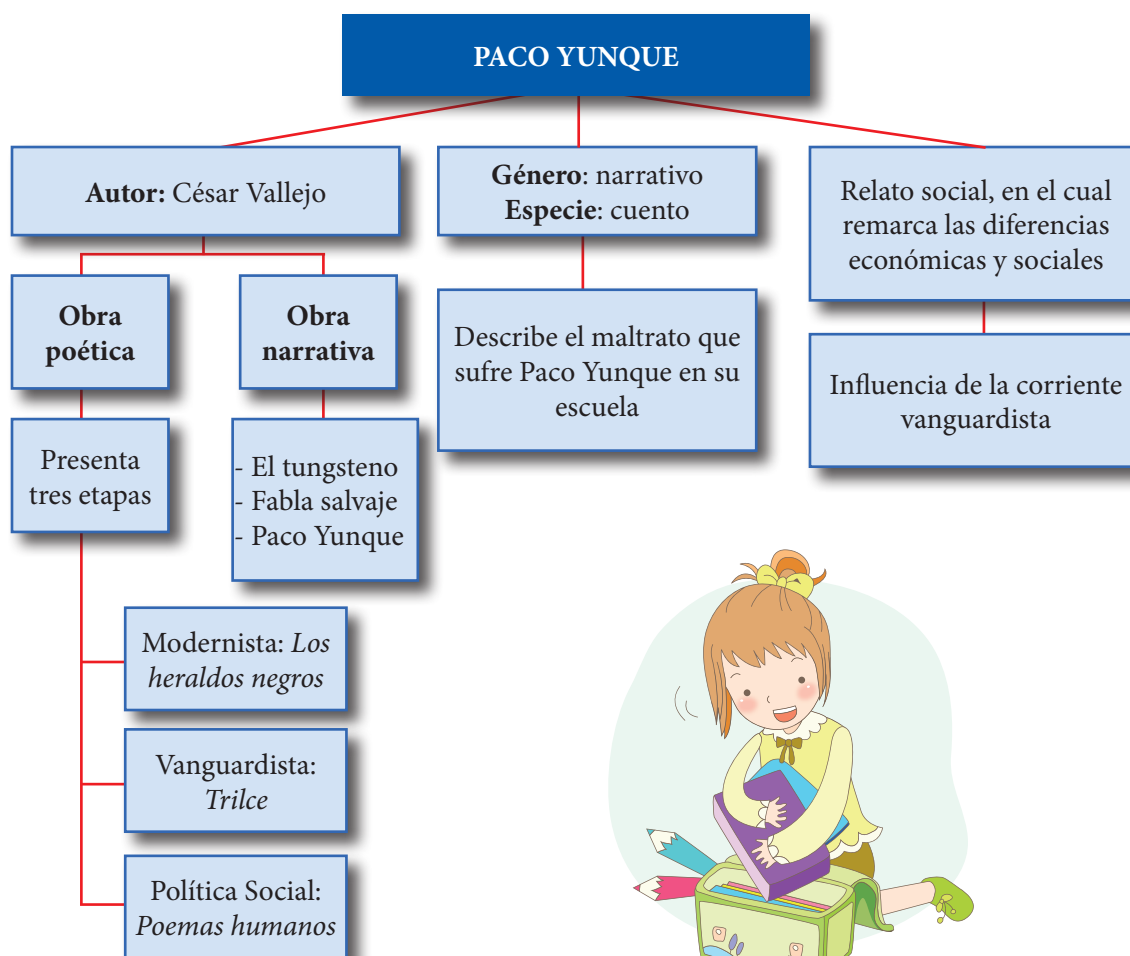 PACO YUNQUE
Autor: César Vallejo
Género: narrativo
Especie: cuento
Relato social, en el cual
remarca las diferencias
económicas y sociales
Obra
poética
Obra
narrativa
Describe el maltrato que
sufre Paco Yunque en su
escuela
Influencia de la corriente
vanguardista
Presenta
tres etapas
- El tungsteno
- Fabla salvaje
- Paco Yunque
Modernista: Los
heraldos negros
Vanguardista:
Trilce
Política Social:
Poemas humanos